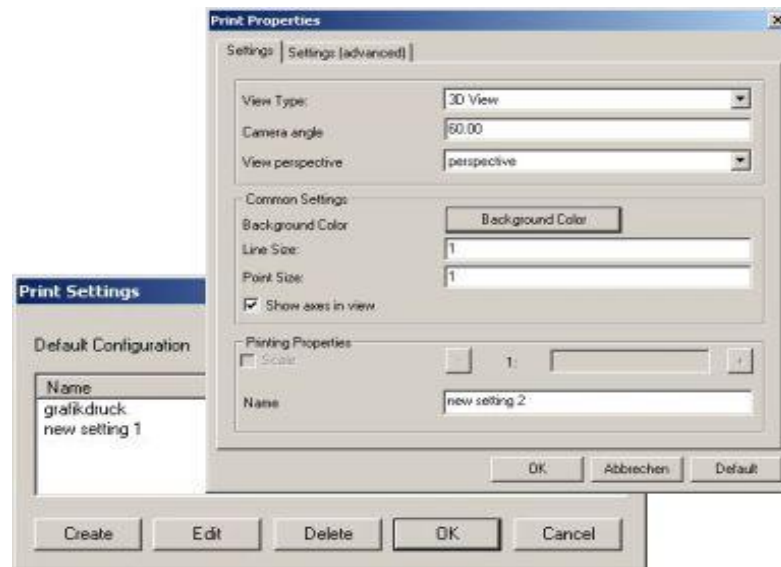 Print Properties
Settings Settings (advanced)
View Type: 3D View
Camera angle 60.00
View perspective perspective
Common Settings
Background Color Background Color
Line Size: 1
Point Size: 1
Show axes in view
Printing Properties
Scale - 1: +
Name new setting 2
OK Abbrechen Default
Print Settings
Default Configuration
Name
grafikdruck
new setting 1
Create Edit Delete OK Cancel